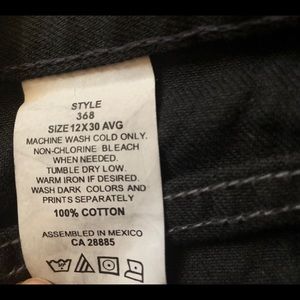 STYLE
368
SIZE 12X30 AVG
MACHINE WASH COLD ONLY.
NON-CHLORINE BLEACH
WHEN NEEDED.
TUMBLE DRY LOW.
WARM IRON IF DESIRED.
WASH DARK COLORS AND
PRINTS SEPARATELY
100% COTTON
ASSEMBLED IN MEXICO
CA 28885